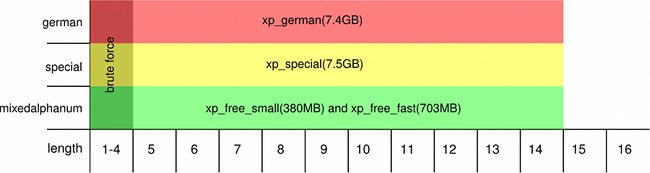 german xp_german(7.4GB)
special xp_special(7.5GB)
brute force
mixedalphanum xp_free_small(380MB) and xp_free_fast(703MB)
length 1-4 5 6 7 8 9 10 11 12 13 14 15 16